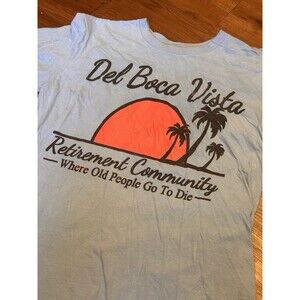 Del Boca Vista
Retirement Community
Where Old People Go To Die